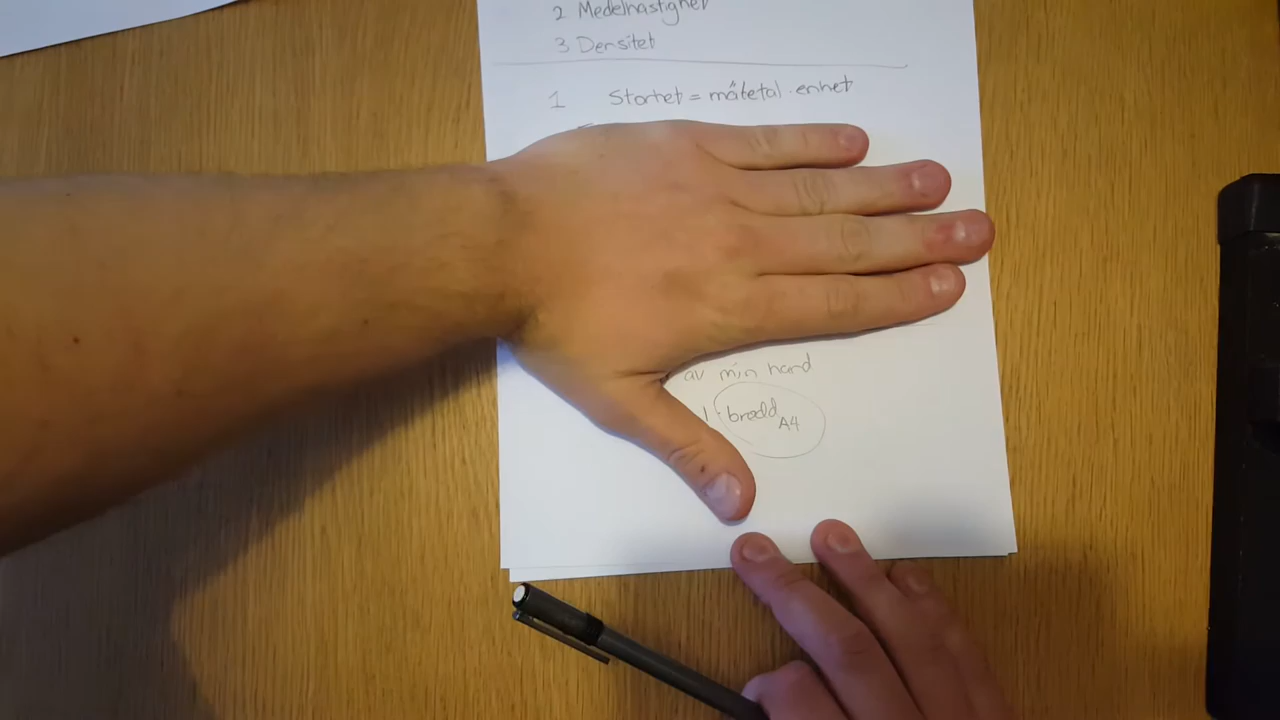 2 Medelhastighet
3 Densitet
1 Storhet = mätetal · enhet
av min hand
1 · bredd A4